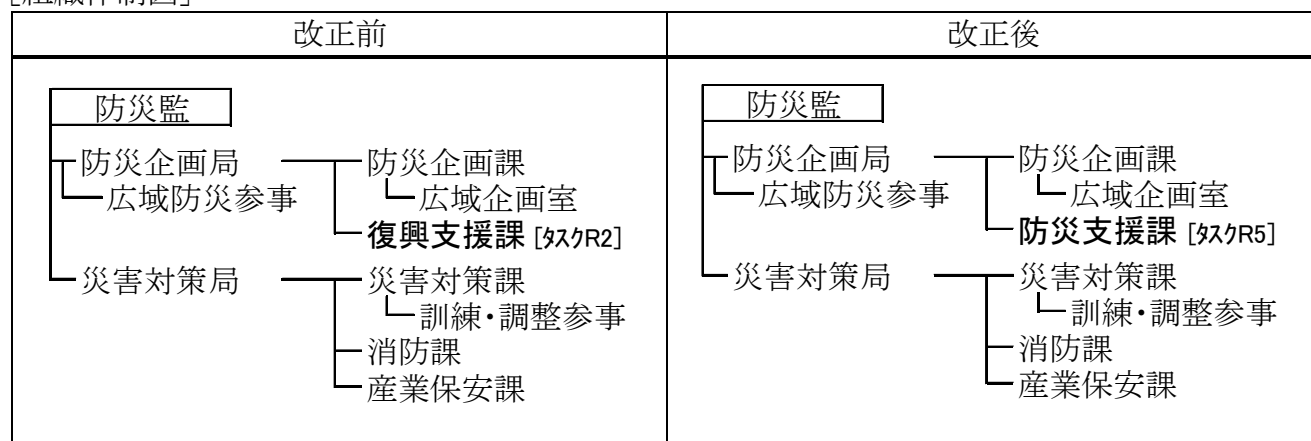 [組織体制図]
改正前
防災監
防災企画局 防災企画課
広域防災参事 広域企画室
復興支援課 [ﾀｽｸR2]
災害対策局 災害対策課
訓練・調整参事
消防課
産業保安課
改正後
防災監
防災企画局 防災企画課
広域防災参事 広域企画室
防災支援課 [ﾀｽｸR5]
災害対策局 災害対策課
訓練・調整参事
消防課
産業保安課